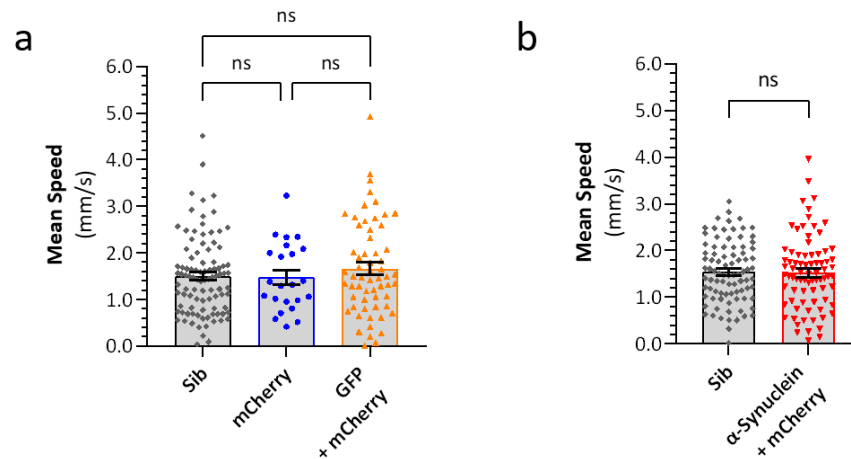 a
ns
ns
ns
Mean Speed
(mm/s)
6.0
5.0
4.0
3.0
2.0
1.0
0.0
Sib
mCherry
GFP
+ mCherry
b
ns
Mean Speed
(mm/s)
6.0
5.0
4.0
3.0
2.0
1.0
0.0
Sib
α-Synuclein
+ mCherry